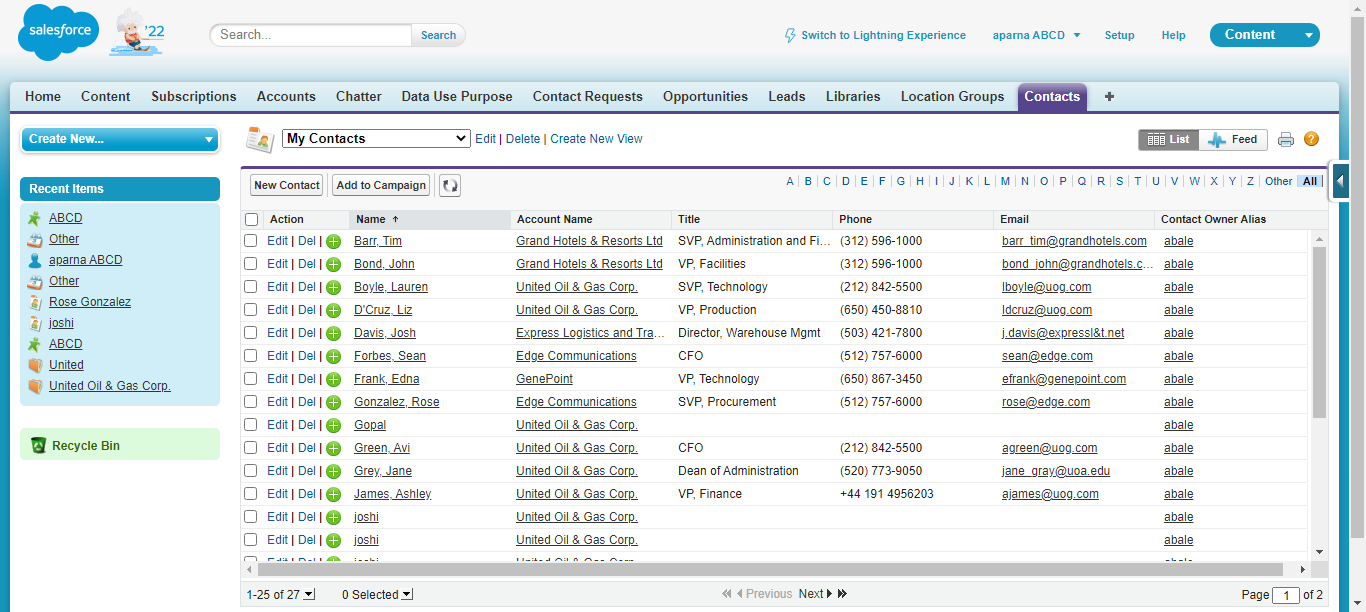 salesforce '22 Search... Search Switch to Lightning Experience aparna ABCD Setup Help Content
Home Content Subscriptions Accounts Chatter Data Use Purpose Contact Requests Opportunities Leads Libraries Location Groups Contacts +
Create New...
Recent Items
ABCD
Other
aparna ABCD
Other
Rose Gonzalez
joshi
ABCD
United
United Oil & Gas Corp.
Recycle Bin
My Contacts Edit | Delete | Create New View List Feed ?
New Contact Add to Campaign A | B | C | D | E | F | G | H | I | J | K | L | M | N | O | P | Q | R | S | T | U | V | W | X | Y | Z | Other | All |
Action Name ↑ Account Name Title Phone Email Contact Owner Alias
Edit | Del | Barr, Tim Grand Hotels & Resorts Ltd SVP, Administration and Fi... (312) 596-1000 barr_tim@grandhotels.com abale
Edit | Del | Bond, John Grand Hotels & Resorts Ltd VP, Facilities (312) 596-1000 bond_john@grandhotels.c... abale
Edit | Del | Boyle, Lauren United Oil & Gas Corp. SVP, Technology (212) 842-5500 lboyle@uog.com abale
Edit | Del | D'Cruz, Liz United Oil & Gas Corp. VP, Production (650) 450-8810 ldcruz@uog.com abale
Edit | Del | Davis, Josh Express Logistics and Tra... Director, Warehouse Mgmt (503) 421-7800 j.davis@expressl&t.net abale
Edit | Del | Forbes, Sean Edge Communications CFO (512) 757-6000 sean@edge.com abale
Edit | Del | Frank, Edna GenePoint VP, Technology (650) 867-3450 efrank@genepoint.com abale
Edit | Del | Gonzalez, Rose Edge Communications SVP, Procurement (512) 757-6000 rose@edge.com abale
Edit | Del | Gopal United Oil & Gas Corp. abale
Edit | Del | Green, Avi United Oil & Gas Corp. CFO (212) 842-5500 agreen@uog.com abale
Edit | Del | Grey, Jane United Oil & Gas Corp. Dean of Administration (520) 773-9050 jane_gray@uoa.edu abale
Edit | Del | James, Ashley United Oil & Gas Corp. VP, Finance +44 191 4956203 ajames@uog.com abale
Edit | Del | joshi United Oil & Gas Corp. abale
Edit | Del | joshi United Oil & Gas Corp. abale
Edit | Del | joshi United Oil & Gas Corp. abale
1-25 of 27 0 Selected Previous Next Page 1 of 2